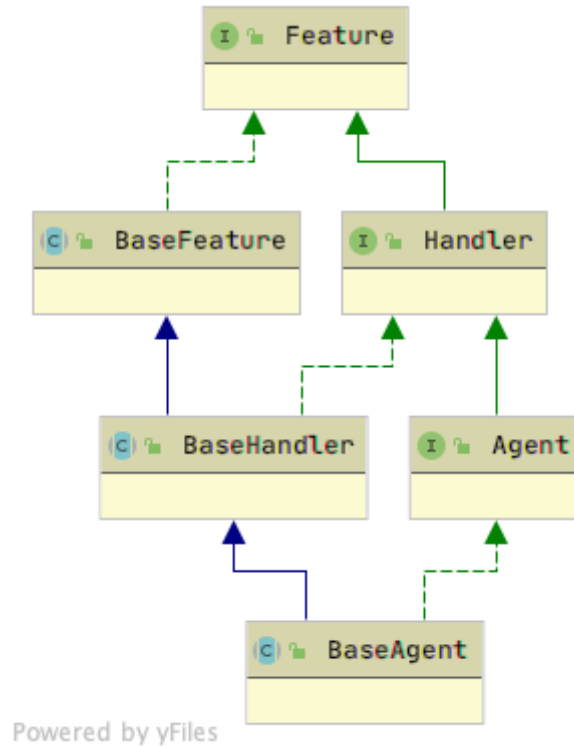 I Feature
C BaseFeature
I Handler
C BaseHandler
I Agent
C BaseAgent
Powered by yFiles